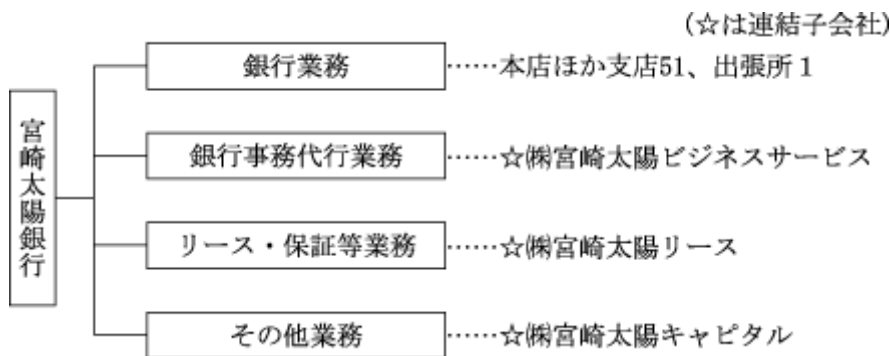 (☆は連結子会社)
宮崎太陽銀行
銀行業務……本店ほか支店51、出張所1
銀行事務代行業務……☆㈱宮崎太陽ビジネスサービス
リース・保証等業務……☆㈱宮崎太陽リース
その他業務……☆㈱宮崎太陽キャピタル